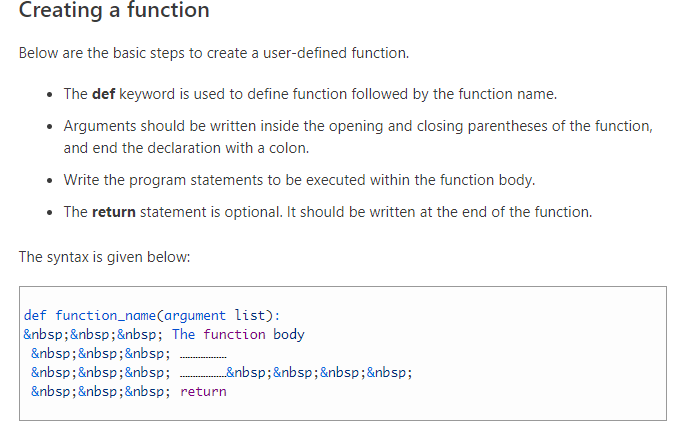 Creating a function
Below are the basic steps to create a user-defined function.
• The def keyword is used to define function followed by the function name.
• Arguments should be written inside the opening and closing parentheses of the function,
and end the declaration with a colon.
• Write the program statements to be executed within the function body.
• The return statement is optional. It should be written at the end of the function.
The syntax is given below:
def function_name(argument list):
&nbsp;&nbsp;&nbsp; The function body
&nbsp;&nbsp;&nbsp; ………………
&nbsp;&nbsp;&nbsp; ………………&nbsp;&nbsp;&nbsp;&nbsp;
&nbsp;&nbsp;&nbsp; return